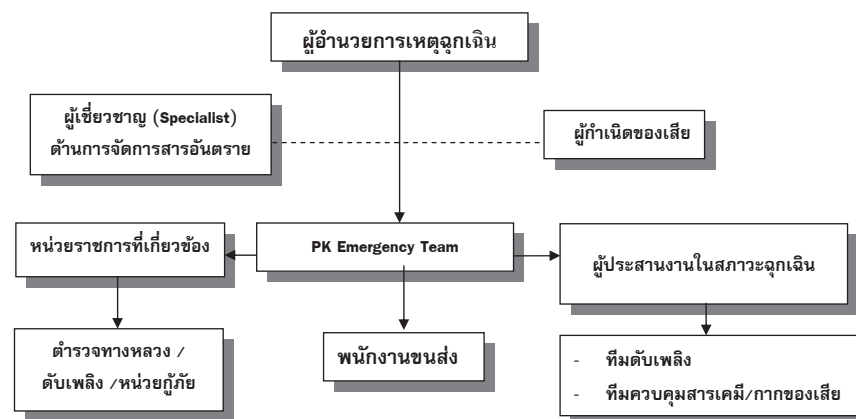 ผู้อำนวยการเหตุฉุกเฉิน
ผู้เชี่ยวชาญ (Specialist)
ด้านการจัดการสารอันตราย
ผู้กำเนิดของเสีย
หน่วยราชการที่เกี่ยวข้อง
PK Emergency Team
ผู้ประสานงานในสภาวะฉุกเฉิน
ตำรวจทางหลวง /
ดับเพลิง /หน่วยกู้ภัย
พนักงานขนส่ง
- ทีมดับเพลิง
- ทีมควบคุมสารเคมี/กากของเสีย